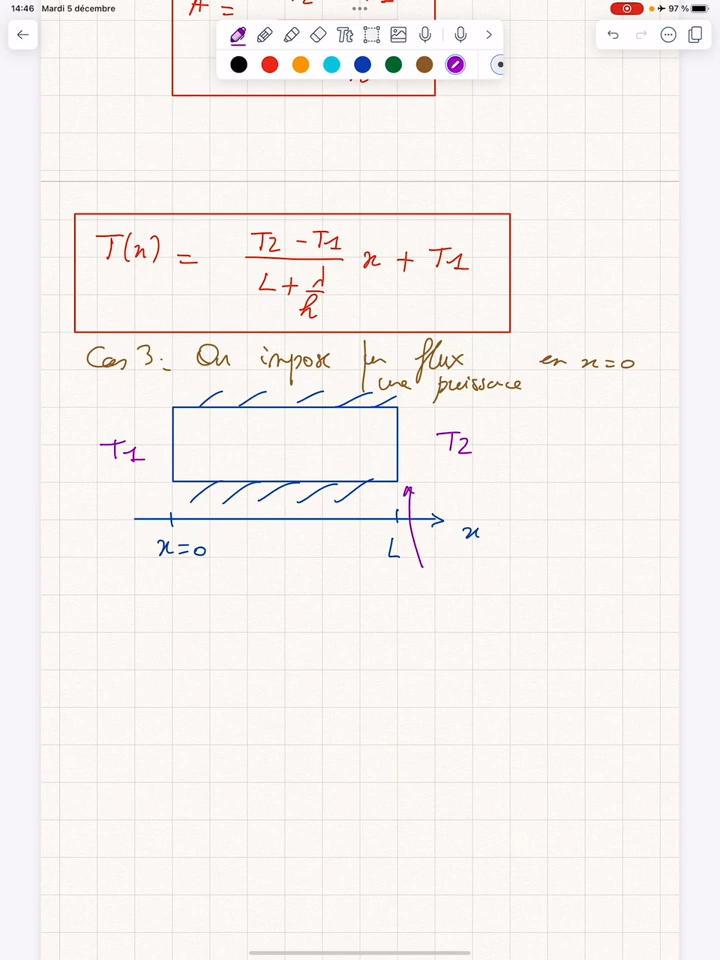 14:46 Mardi 5 décembre
97 %
A =
T(x) = (T2 - T1)/(L + λ/h) x + T1
Cas 3: On impose un flux en x=0
une puissance
T1
T2
x=0
L
x